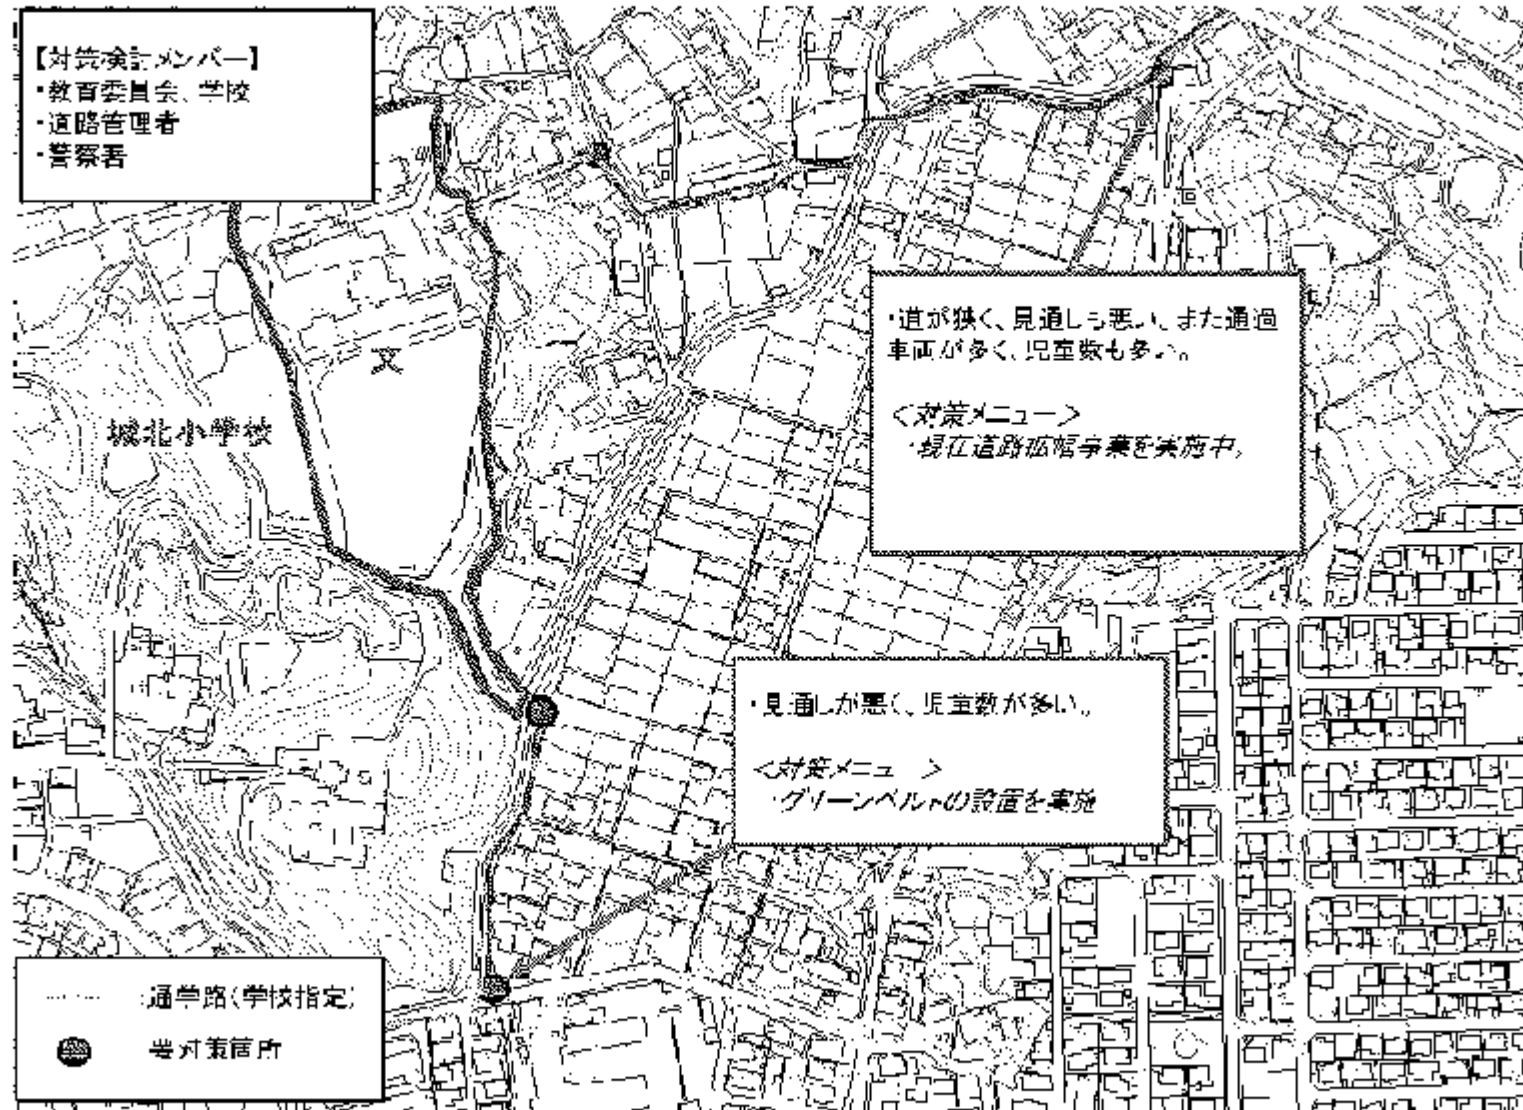 【対策検討メンバー】
・教育委員会、学校
・道路管理者
・警察署
・道が狭く、見通しも悪い、また通過
車両が多く、児童数も多い。
＜対策メニュー＞
・現在道路拡幅事業を実施中。
文
城北小学校
・見通しが悪く、児童数が多い。
＜対策メニュー＞
・グリーンベルトの設置を実施
:通学路(学校指定)
要対策箇所